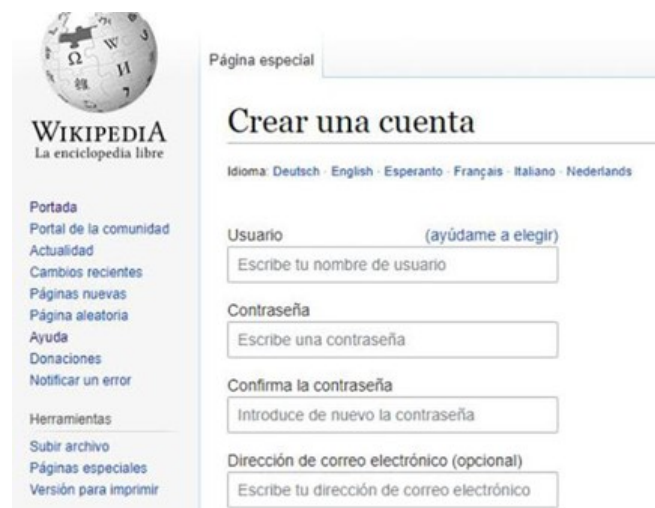 WIKIPEDIA
La enciclopedia libre
Portada
Portal de la comunidad
Actualidad
Cambios recientes
Páginas nuevas
Página aleatoria
Ayuda
Donaciones
Notificar un error
Herramientas
Subir archivo
Páginas especiales
Versión para imprimir
Página especial
Crear una cuenta
Idioma: Deutsch · English · Esperanto · Français · Italiano · Nederlands
Usuario (ayúdame a elegir)
Escribe tu nombre de usuario
Contraseña
Escribe una contraseña
Confirma la contraseña
Introduce de nuevo la contraseña
Dirección de correo electrónico (opcional)
Escribe tu dirección de correo electrónico